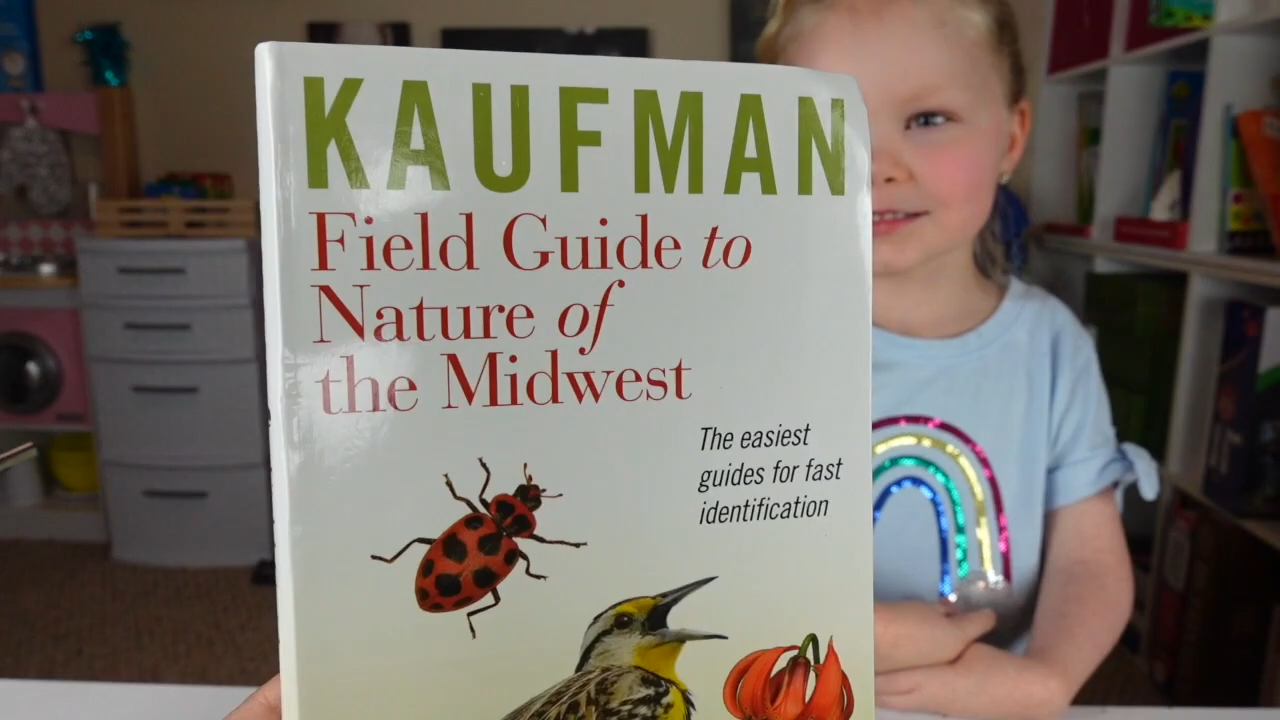 KAUFMAN
Field Guide to
Nature of
the Midwest
The easiest
guides for fast
identification